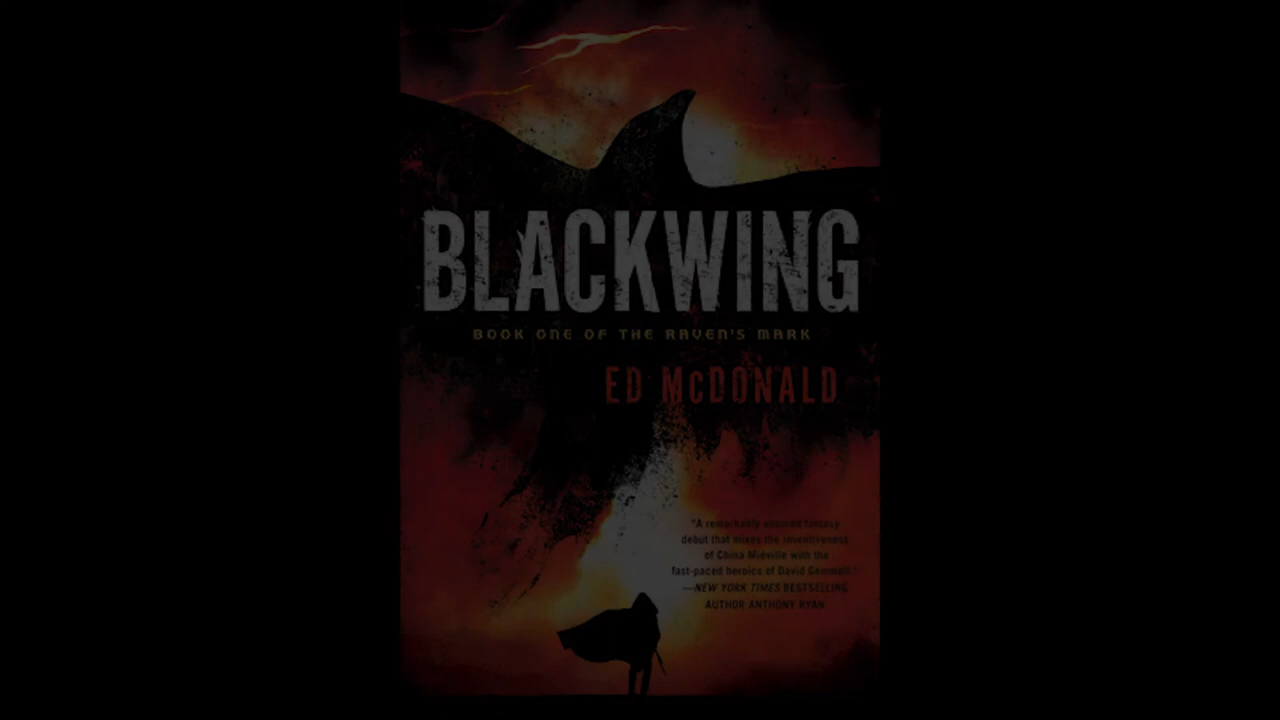 BLACKWING
BOOK ONE OF THE RAVEN'S MARK
ED McDONALD
"A remarkably assured fantasy
debut that mixes the inventiveness
of China Miéville with the
fast-paced heroics of David Gemmell."
—NEW YORK TIMES BESTSELLING
AUTHOR ANTHONY RYAN